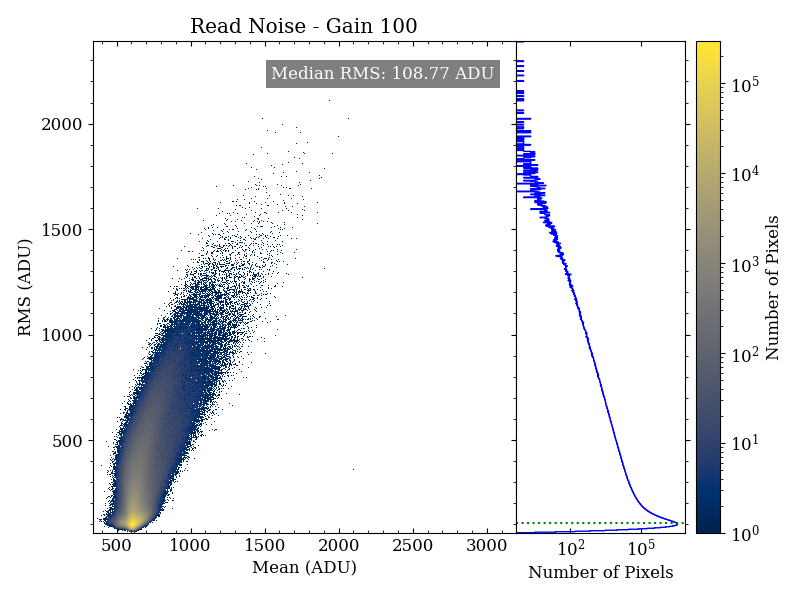 Read Noise - Gain 100
Median RMS: 108.77 ADU
RMS (ADU)
2000
1500
1000
500
500 1000 1500 2000 2500 3000
Mean (ADU)
10² 10⁵
Number of Pixels
10⁵
10⁴
10³
10²
10¹
10⁰
Number of Pixels